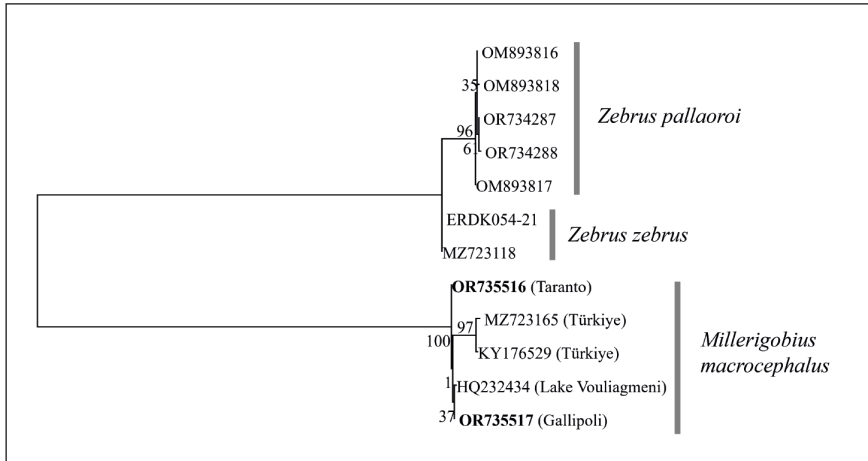 OM893816
35
OM893818
OR734287
96
61
OR734288
OM893817
Zebrus pallaoroi
ERDK054-21
MZ723118
Zebrus zebrus
OR735516 (Taranto)
97
MZ723165 (Türkiye)
100
KY176529 (Türkiye)
1
HQ232434 (Lake Vouliagmeni)
37
OR735517 (Gallipoli)
Millerigobius
macrocephalus